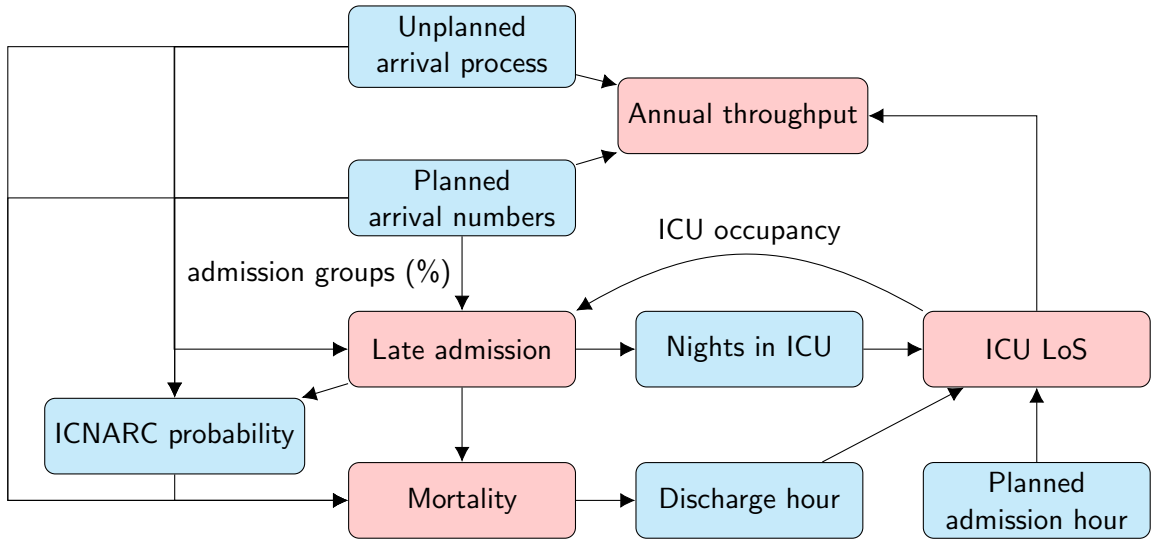 Unplanned
arrival process
Annual throughput
Planned
arrival numbers
ICU occupancy
admission groups (%)
Late admission
Nights in ICU
ICU LoS
ICNARC probability
Mortality
Discharge hour
Planned
admission hour